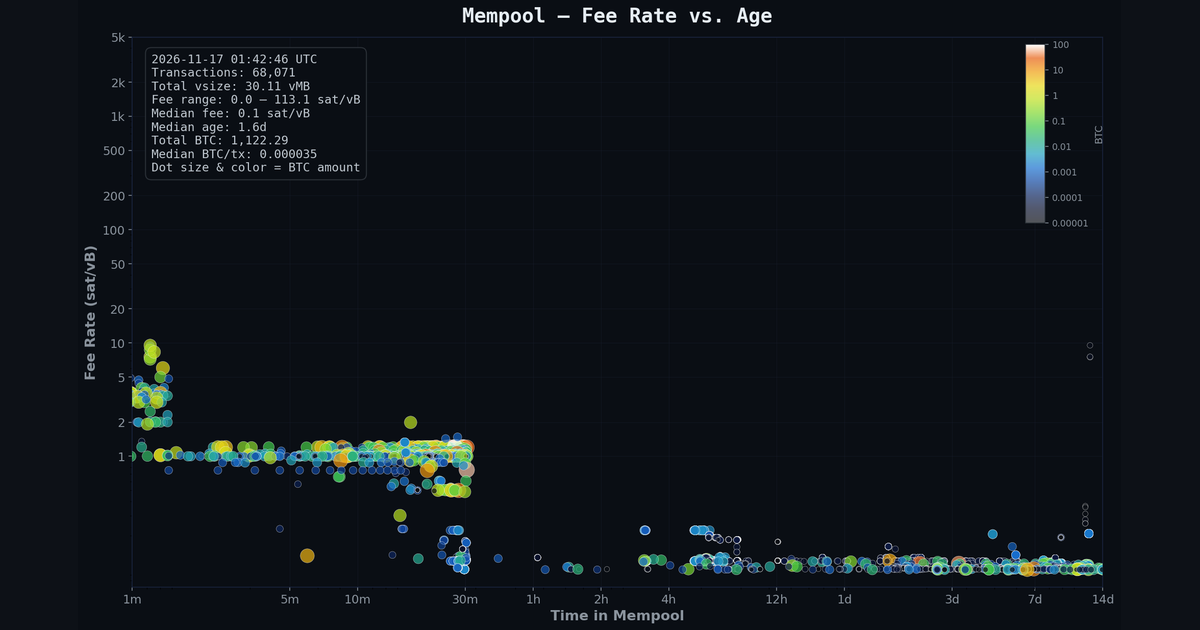 Mempool — Fee Rate vs. Age
2026-11-17 01:42:46 UTC
Transactions: 68,071
Total vsize: 30.11 vMB
Fee range: 0.0 – 113.1 sat/vB
Median fee: 0.1 sat/vB
Median age: 1.6d
Total BTC: 1,122.29
Median BTC/tx: 0.000035
Dot size & color = BTC amount
5k
2k
1k
500
200
100
50
20
10
5
2
1
Fee Rate (sat/vB)
100
10
1
0.1
0.01
0.001
0.0001
0.00001
BTC
1m 5m 10m 30m 1h 2h 4h 12h 1d 3d 7d 14d
Time in Mempool